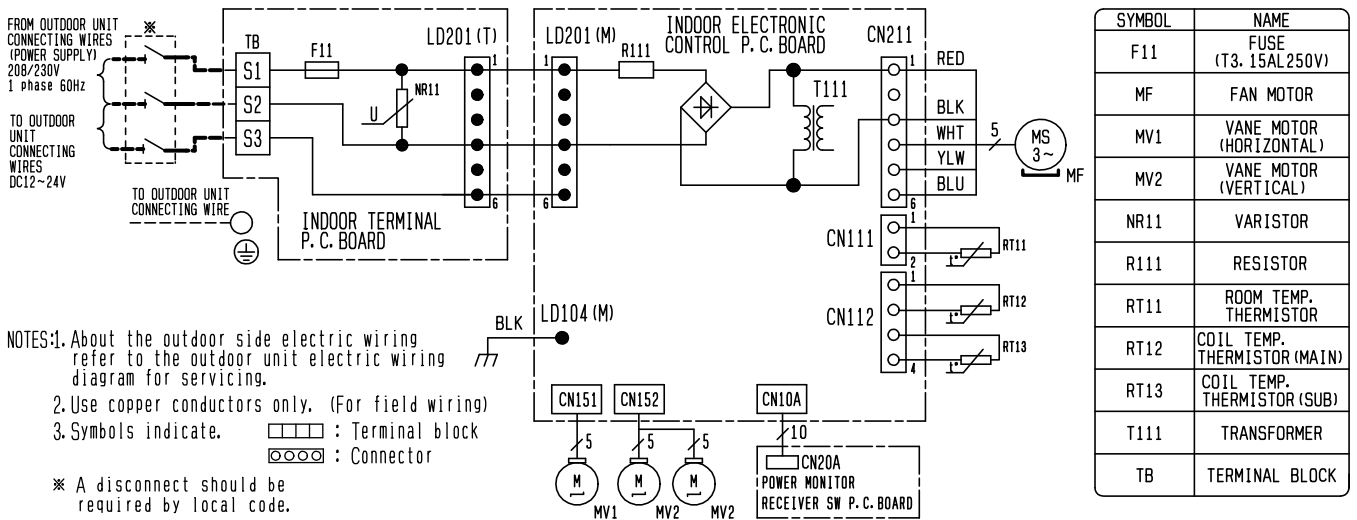 FROM OUTDOOR UNIT
CONNECTING WIRES
(POWER SUPPLY)
208/230V
1 phase 60Hz
※
TO OUTDOOR
UNIT
CONNECTING
WIRES
DC12~24V
TO OUTDOOR UNIT
CONNECTING WIRE
TB
S1
S2
S3
F11
NR11
U
LD201(T)
1
6
INDOOR TERMINAL
P.C.BOARD
LD201(M)
1
6
R111
INDOOR ELECTRONIC
CONTROL P.C.BOARD
T111
CN211
1
6
RED
BLK
WHT
YLW
BLU
5
MS
3~
MF
CN111
1
2
t°
RT11
CN112
1
4
t°
RT12
t°
RT13
BLK
LD104(M)
CN151
CN152
CN10A
5
5
5
10
M
M
M
MV1
MV2
MV2
CN20A
POWER MONITOR
RECEIVER SW P.C.BOARD
NOTES:1. About the outdoor side electric wiring
refer to the outdoor unit electric wiring
diagram for servicing.
2. Use copper conductors only. (For field wiring)
3. Symbols indicate. : Terminal block
: Connector
※ A disconnect should be
required by local code.
SYMBOL NAME
F11 FUSE
(T3.15AL250V)
MF FAN MOTOR
MV1 VANE MOTOR
(HORIZONTAL)
MV2 VANE MOTOR
(VERTICAL)
NR11 VARISTOR
R111 RESISTOR
RT11 ROOM TEMP.
THERMISTOR
RT12 COIL TEMP.
THERMISTOR(MAIN)
RT13 COIL TEMP.
THERMISTOR(SUB)
T111 TRANSFORMER
TB TERMINAL BLOCK